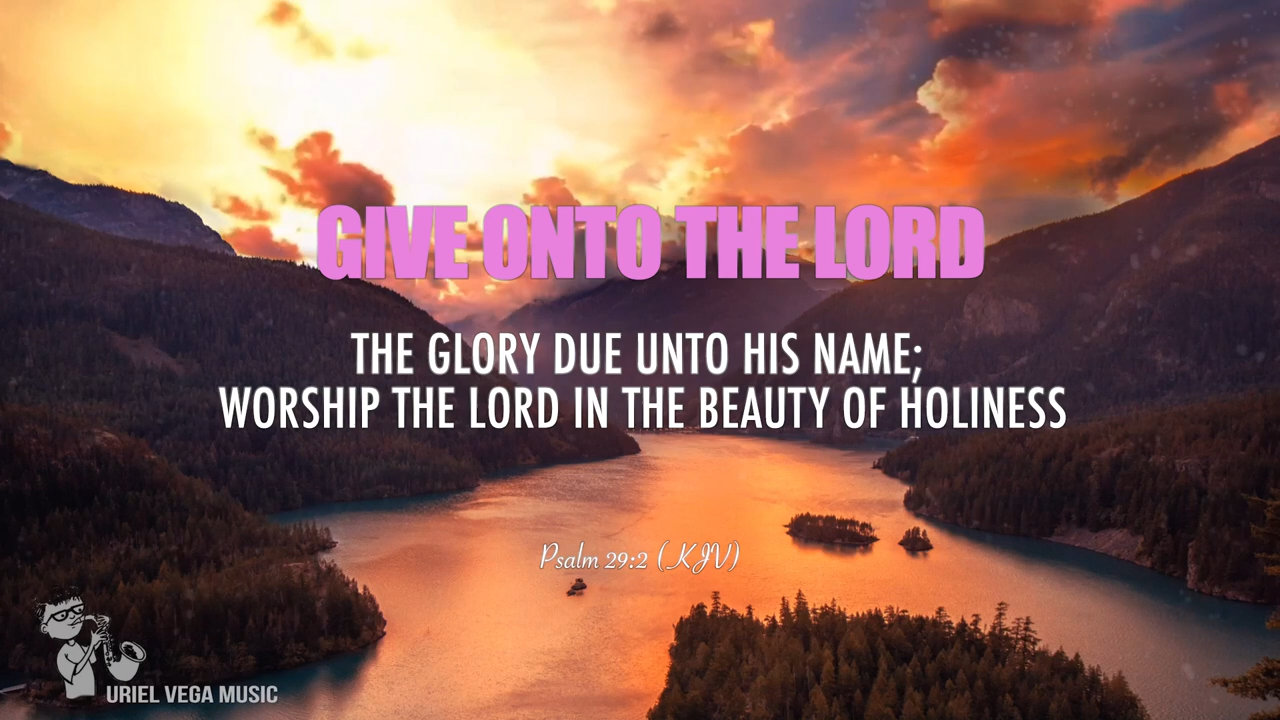 GIVE ONTO THE LORD
THE GLORY DUE UNTO HIS NAME;
WORSHIP THE LORD IN THE BEAUTY OF HOLINESS
Psalm 29:2 (KJV)
URIEL VEGA MUSIC